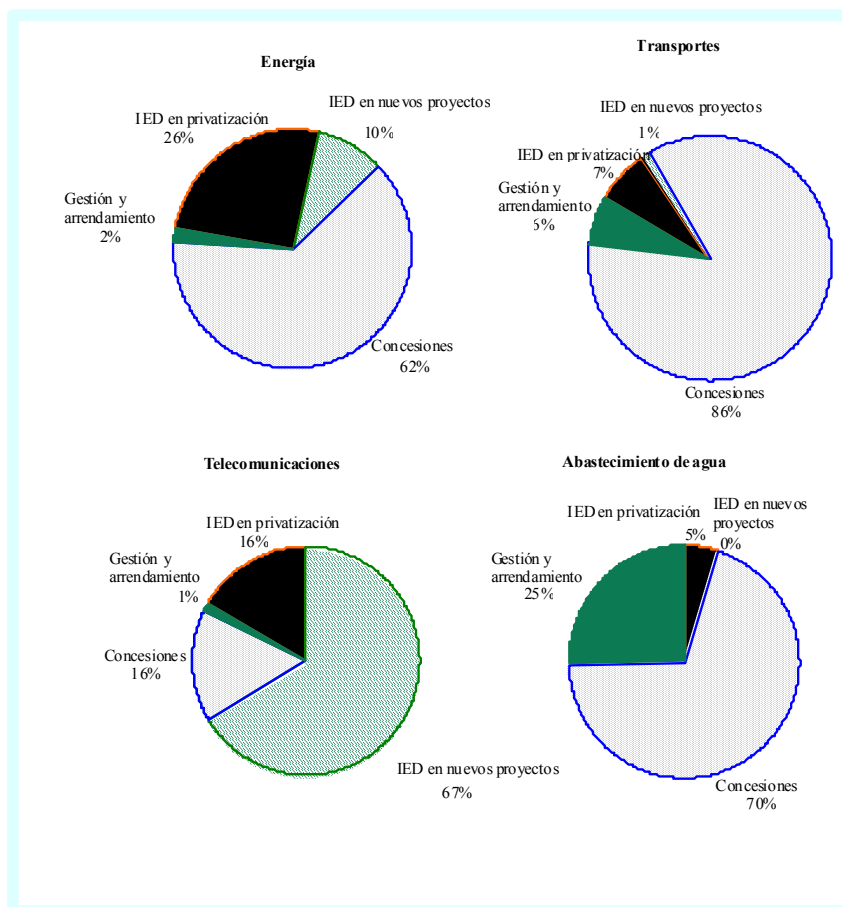 Energía
IED en privatización
26%
IED en nuevos proyectos
10%
Gestión y
arrendamiento
2%
Concesiones
62%
Transportes
IED en nuevos proyectos
1%
IED en privatización
7%
Gestión y
arrendamiento
6%
Concesiones
86%
Telecomunicaciones
IED en privatización
16%
Gestión y
arrendamiento
1%
Concesiones
16%
IED en nuevos proyectos
67%
Abastecimiento de agua
IED en privatización
5%
IED en nuevos
proyectos
0%
Gestión y
arrendamiento
25%
Concesiones
70%